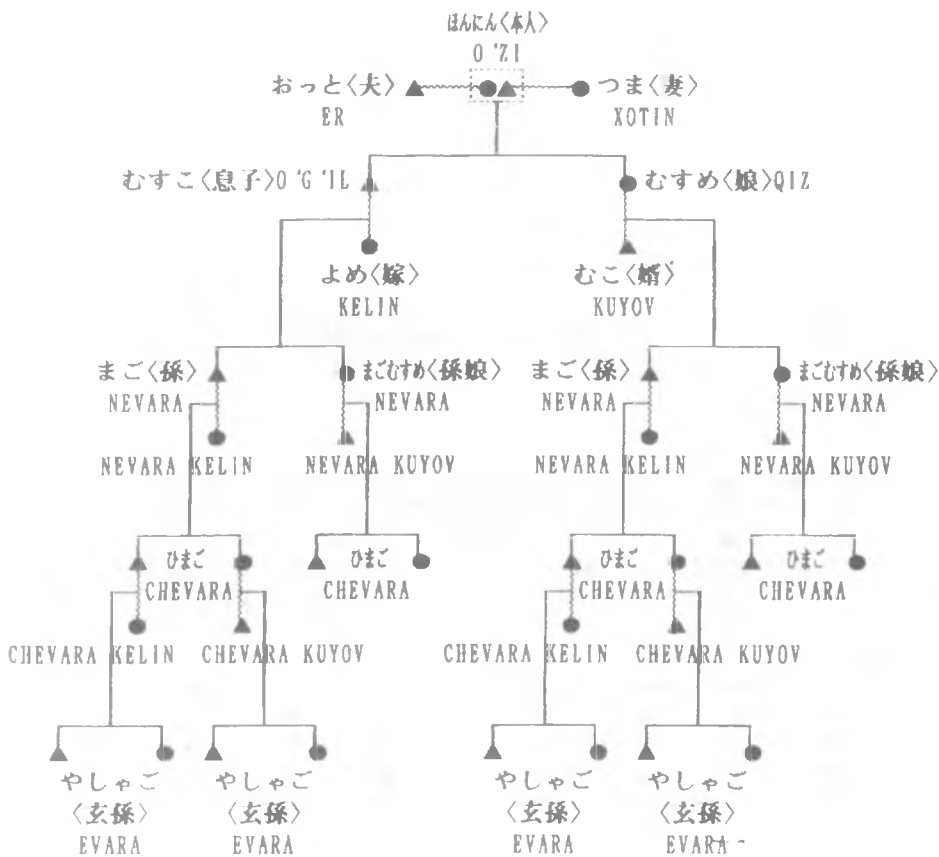 ほんにん〈本人〉
O'ZI
おっと〈夫〉
ER
つま〈妻〉
XOTIN
むすこ〈息子〉O'G'IL
むすめ〈娘〉QIZ
よめ〈嫁〉
KELIN
むこ〈婿〉
KUYOV
まご〈孫〉
NEVARA
まごむすめ〈孫娘〉
NEVARA
まご〈孫〉
NEVARA
まごむすめ〈孫娘〉
NEVARA
NEVARA KELIN
NEVARA KUYOV
NEVARA KELIN
NEVARA KUYOV
ひまご
CHEVARA
ひまご
CHEVARA
ひまご
CHEVARA
ひまご
CHEVARA
CHEVARA KELIN
CHEVARA KUYOV
CHEVARA KELIN
CHEVARA KUYOV
やしゃご
〈玄孫〉
EVARA
やしゃご
〈玄孫〉
EVARA
やしゃご
〈玄孫〉
EVARA
やしゃご
〈玄孫〉
EVARA